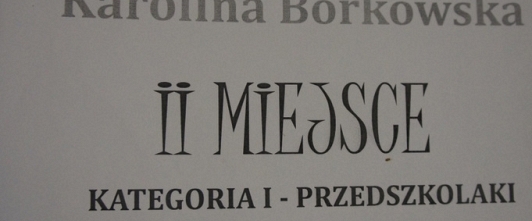 Karolina Borkowska
II MIEJSCE
KATEGORIA I - PRZEDSZKOLAKI